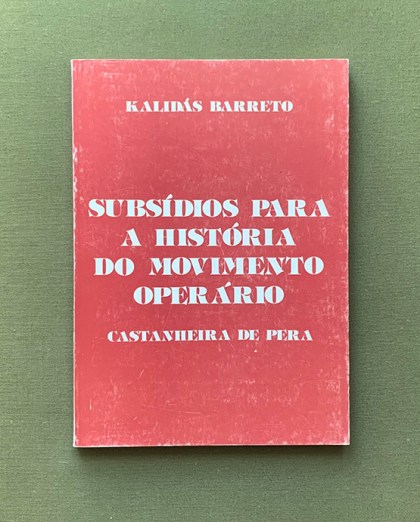 KALIDÁS BARRETO
SUBSÍDIOS PARA
A HISTÓRIA
DO MOVIMENTO
OPERÁRIO
CASTANHEIRA DE PERA